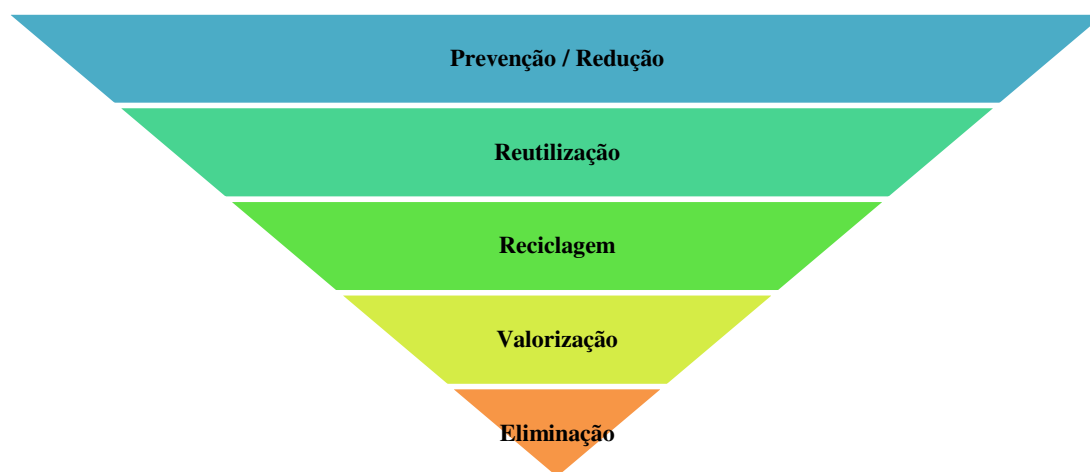 Prevenção / Redução
Reutilização
Reciclagem
Valorização
Eliminação